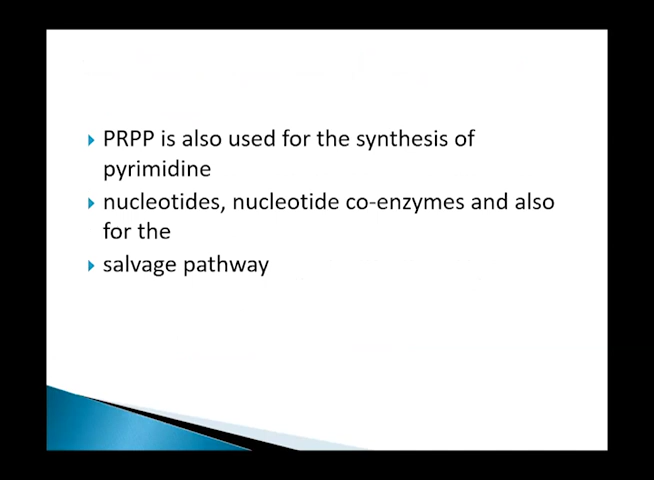 PRPP is also used for the synthesis of
pyrimidine
nucleotides, nucleotide co-enzymes and also
for the
salvage pathway